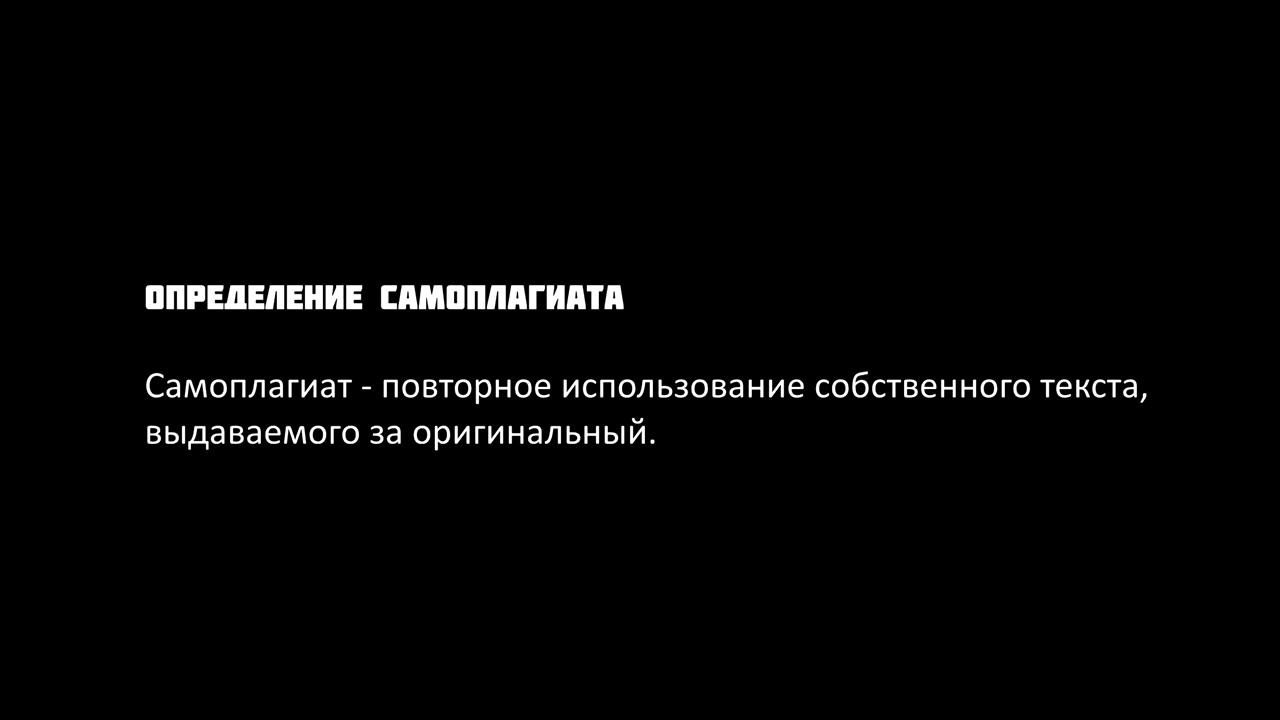 ОПРЕДЕЛЕНИЕ САМОПЛАГИАТА
Самоплагиат - повторное использование собственного текста,
выдаваемого за оригинальный.